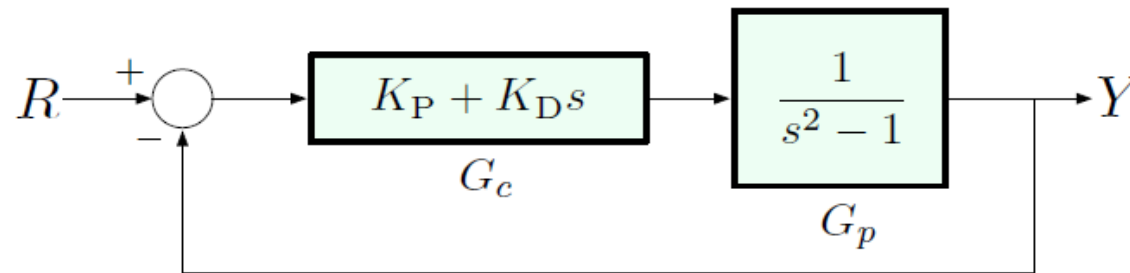 R
+
−
K_P + K_D s
G_c
1
s^2 − 1
G_p
Y